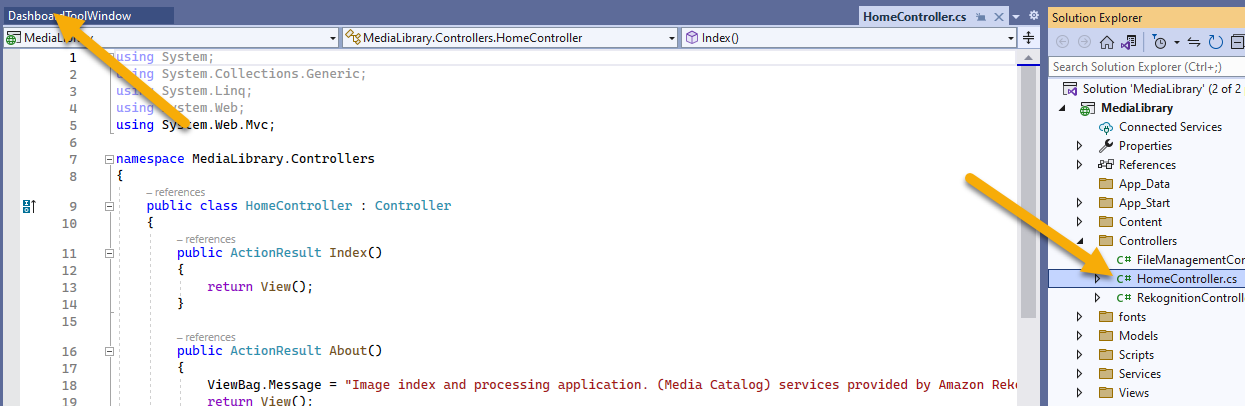 DashboardToolWindow
HomeController.cs
MediaLibrary
MediaLibrary.Controllers.HomeController
Index()
1 using System;
2 using System.Collections.Generic;
3 using System.Linq;
4 using System.Web;
5 using System.Web.Mvc;
6
7 namespace MediaLibrary.Controllers
8 {
– references
9 public class HomeController : Controller
10 {
– references
11 public ActionResult Index()
12 {
13 return View();
14 }
15
– references
16 public ActionResult About()
17 {
18 ViewBag.Message = "Image index and processing application. (Media Catalog) services provided by Amazon Reko
19 return View();
Solution Explorer
Search Solution Explorer (Ctrl+;)
Solution 'MediaLibrary' (2 of 2
MediaLibrary
Connected Services
Properties
References
App_Data
App_Start
Content
Controllers
C# FileManagementCon
C# HomeController.cs
C# RekognitionControlle
fonts
Models
Scripts
Services
Views